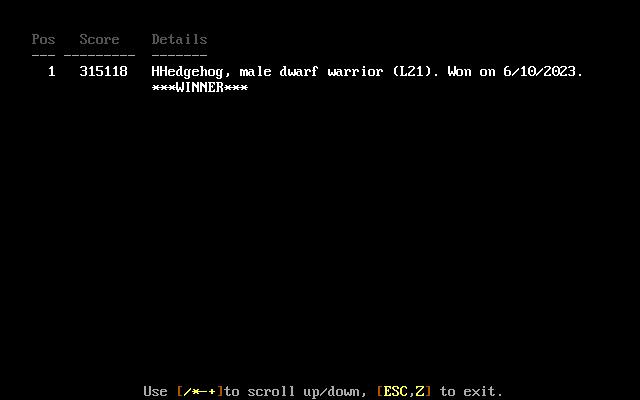 Pos Score Details
--- --------- -------
1 315118 HHedgehog, male dwarf warrior (L21). Won on 6/10/2023.
***WINNER***
Use [/*-+]to scroll up/down, [ESC,Z] to exit.